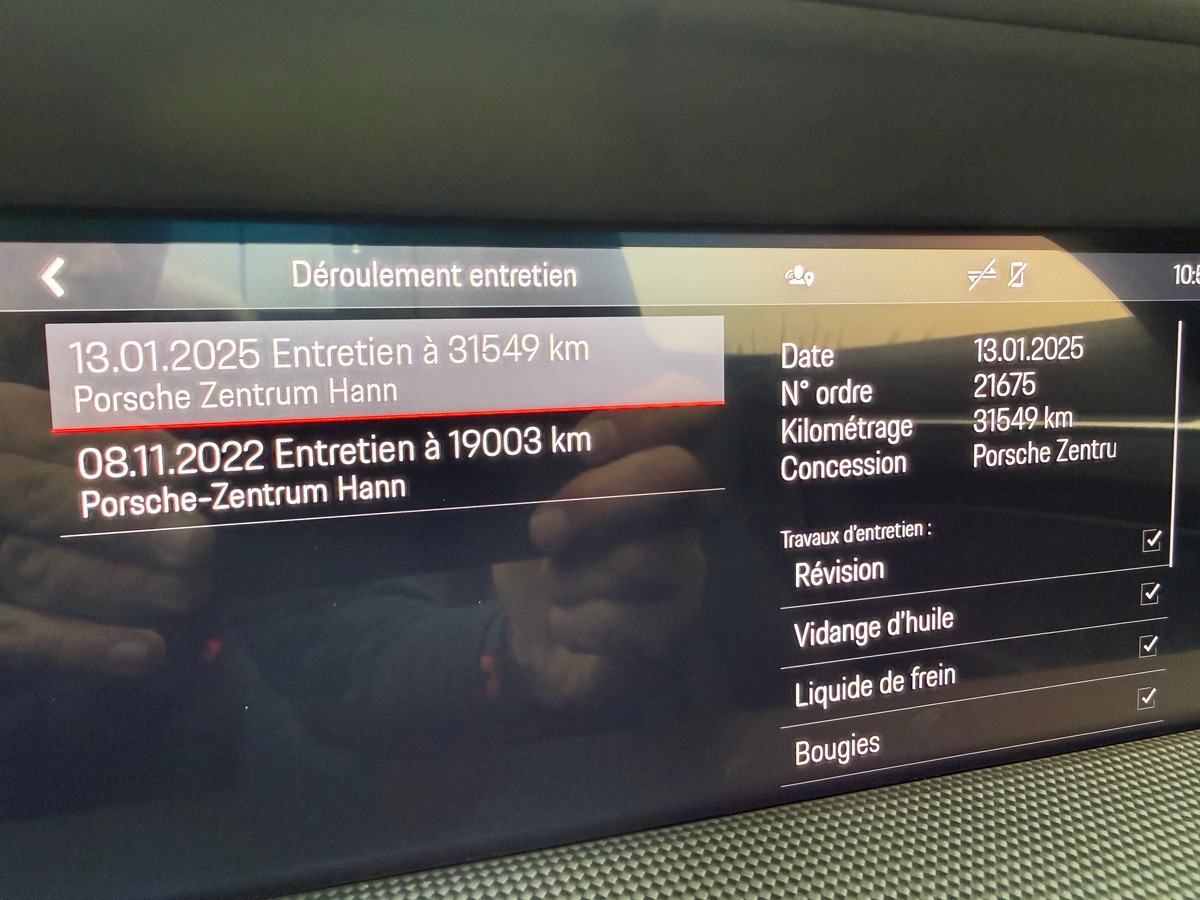 Déroulement entretien
10:5
13.01.2025 Entretien à 31549 km
Porsche Zentrum Hann
08.11.2022 Entretien à 19003 km
Porsche-Zentrum Hann
Date 13.01.2025
N° ordre 21675
Kilométrage 31549 km
Concession Porsche Zentru
Travaux d'entretien :
Révision
Vidange d'huile
Liquide de frein
Bougies